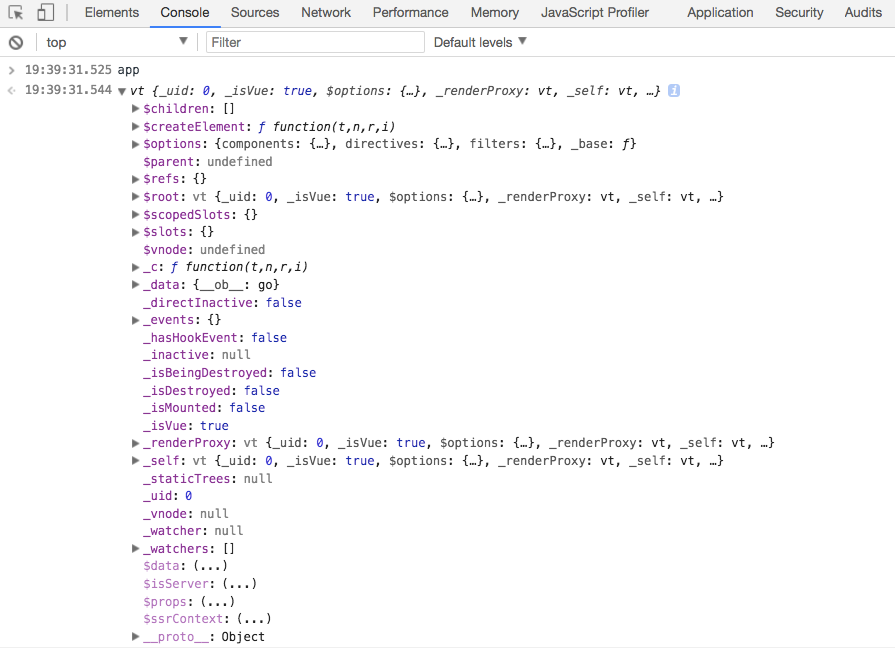 Elements Console Sources Network Performance Memory JavaScript Profiler Application Security Audits
top Filter Default levels
19:39:31.525 app
19:39:31.544 vt {_uid: 0, _isVue: true, $options: {…}, _renderProxy: vt, _self: vt, …} i
$children: []
$createElement: ƒ function(t,n,r,i)
$options: {components: {…}, directives: {…}, filters: {…}, _base: ƒ}
$parent: undefined
$refs: {}
$root: vt {_uid: 0, _isVue: true, $options: {…}, _renderProxy: vt, _self: vt, …}
$scopedSlots: {}
$slots: {}
$vnode: undefined
_c: ƒ function(t,n,r,i)
_data: {__ob__: go}
_directInactive: false
_events: {}
_hasHookEvent: false
_inactive: null
_isBeingDestroyed: false
_isDestroyed: false
_isMounted: false
_isVue: true
_renderProxy: vt {_uid: 0, _isVue: true, $options: {…}, _renderProxy: vt, _self: vt, …}
_self: vt {_uid: 0, _isVue: true, $options: {…}, _renderProxy: vt, _self: vt, …}
_staticTrees: null
_uid: 0
_vnode: null
_watcher: null
_watchers: []
$data: (...)
$isServer: (...)
$props: (...)
$ssrContext: (...)
__proto__: Object